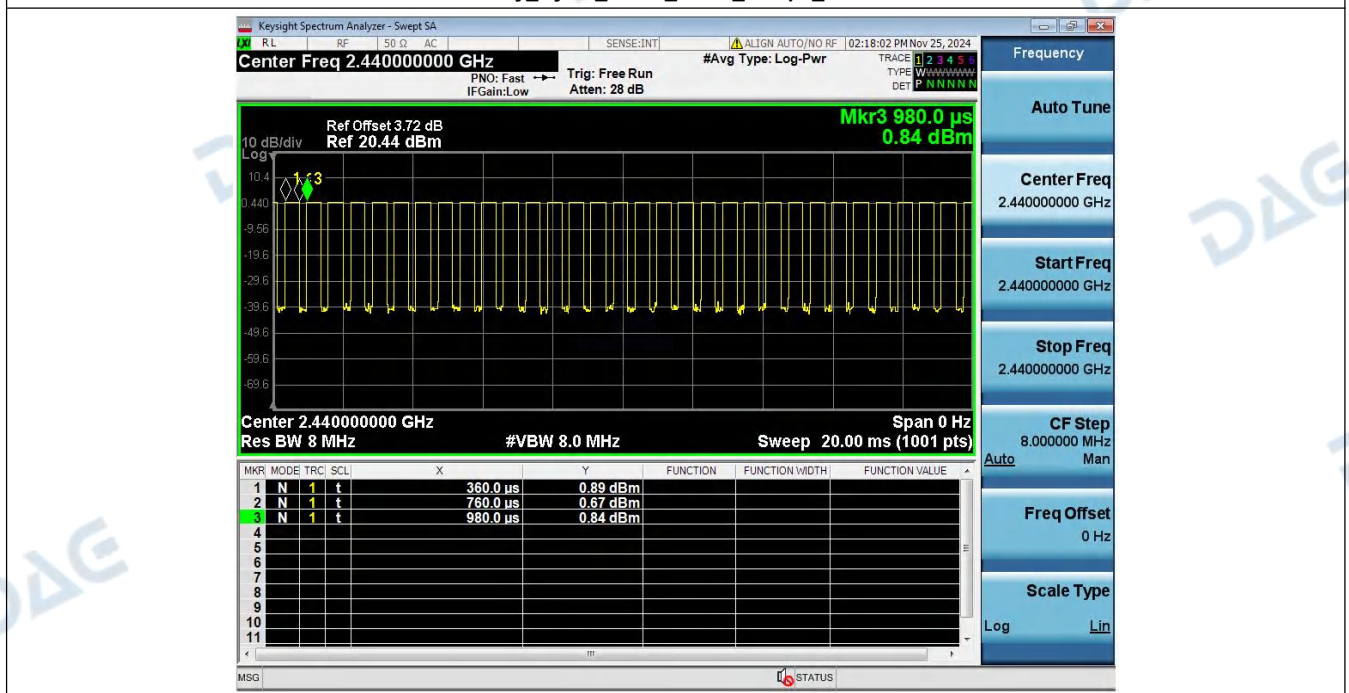 Keysight Spectrum Analyzer - Swept SA
LXI RL RF 50 Ω AC SENSE:INT ALIGN AUTO/NO RF 02:18:02 PM Nov 25, 2024
Center Freq 2.440000000 GHz #Avg Type: Log-Pwr TRACE 1 2 3 4 5 6
PNO: Fast Trig: Free Run TYPE WWWWWW
IFGain:Low Atten: 28 dB DET P N N N N N
Frequency
Auto Tune
Mkr3 980.0 µs
Ref Offset 3.72 dB
10 dB/div Ref 20.44 dBm 0.84 dBm
Log
10.4
1 2 3
0.440
-9.56
-19.6
-29.6
-39.6
-49.6
-59.6
-69.6
Center 2.440000000 GHz Span 0 Hz
Res BW 8 MHz #VBW 8.0 MHz Sweep 20.00 ms (1001 pts)
Center Freq
2.440000000 GHz
Start Freq
2.440000000 GHz
Stop Freq
2.440000000 GHz
CF Step
8.000000 MHz
Auto Man
Freq Offset
0 Hz
Scale Type
Log Lin
MKR MODE TRC SCL X Y FUNCTION FUNCTION WIDTH FUNCTION VALUE
1 N 1 t 360.0 µs 0.89 dBm
2 N 1 t 760.0 µs 0.67 dBm
3 N 1 t 980.0 µs 0.84 dBm
4
5
6
7
8
9
10
11
MSG STATUS
DAG
DAG